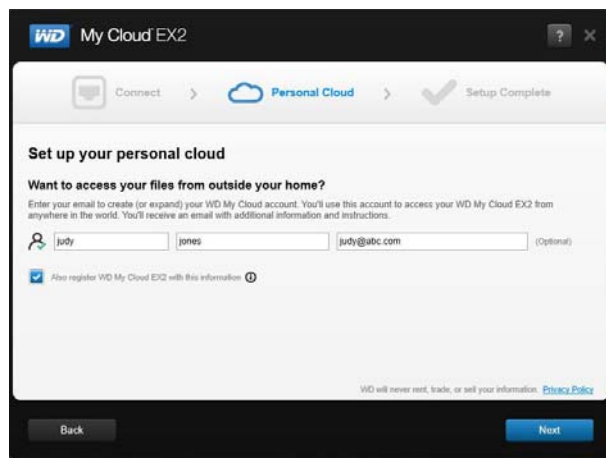 WD My Cloud EX2
?
Connect > Personal Cloud > Setup Complete
Set up your personal cloud
Want to access your files from outside your home?
Enter your email to create (or expand) your WD My Cloud account. You'll use this account to access your WD My Cloud EX2 from
anywhere in the world. You'll receive an email with additional information and instructions.
judy jones judy@abc.com (Optional)
Also register WD My Cloud EX2 with this information
WD will never rent, trade, or sell your information. Privacy Policy
Back Next